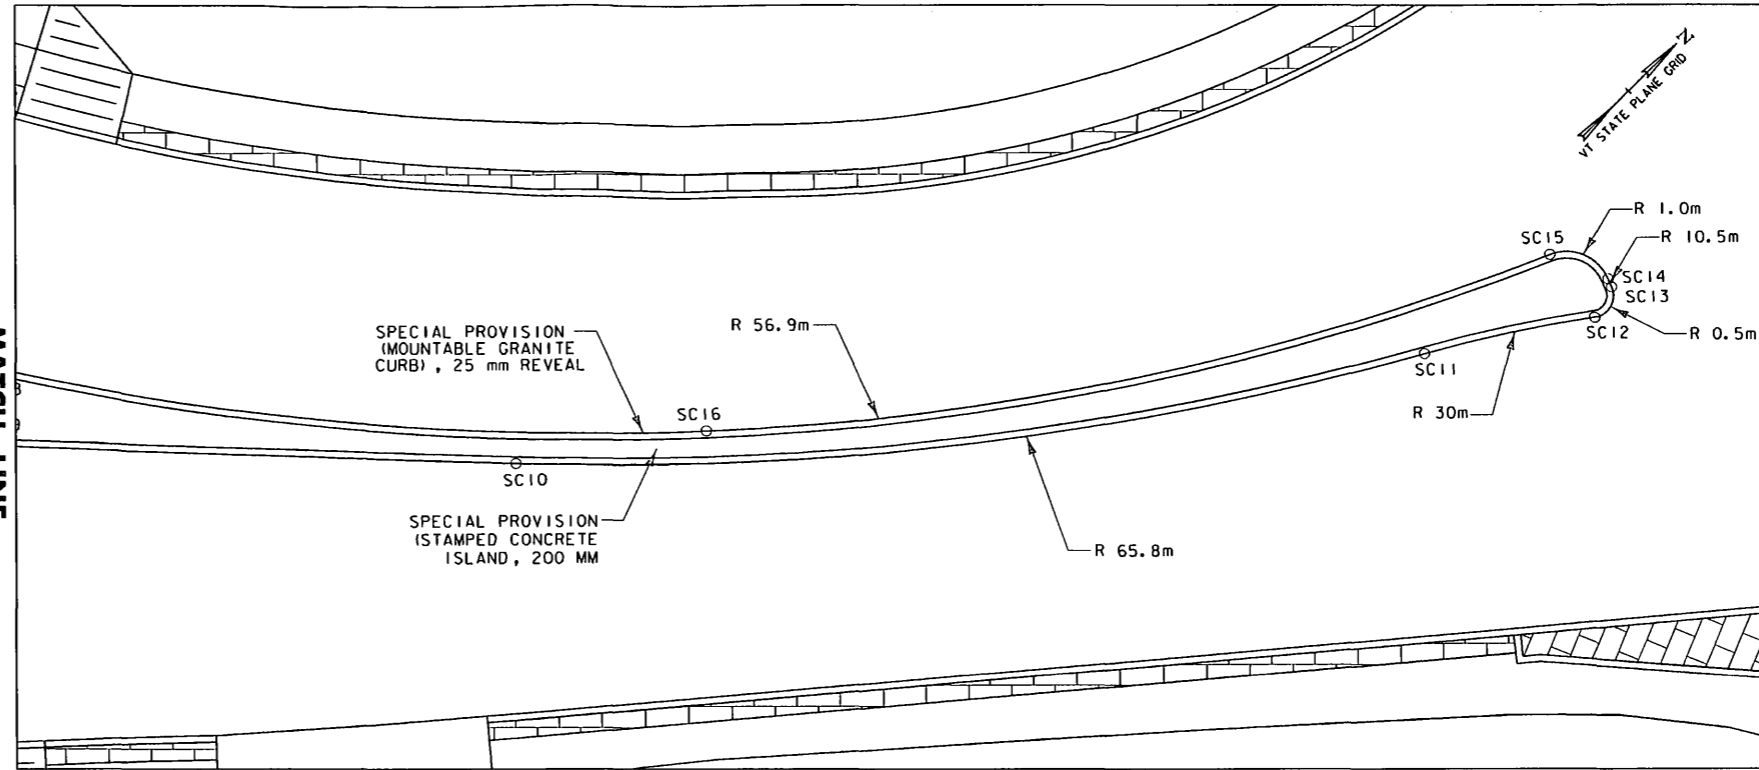 N
VT STATE PLANE GRID
R 1.0m
R 10.5m
SC15
SC14
SC13
SC12
R 0.5m
SC11
R 30m
SPECIAL PROVISION
(MOUNTABLE GRANITE
CURB), 25 mm REVEAL
R 56.9m
SC16
SC10
SPECIAL PROVISION
(STAMPED CONCRETE
ISLAND, 200 MM
R 65.8m